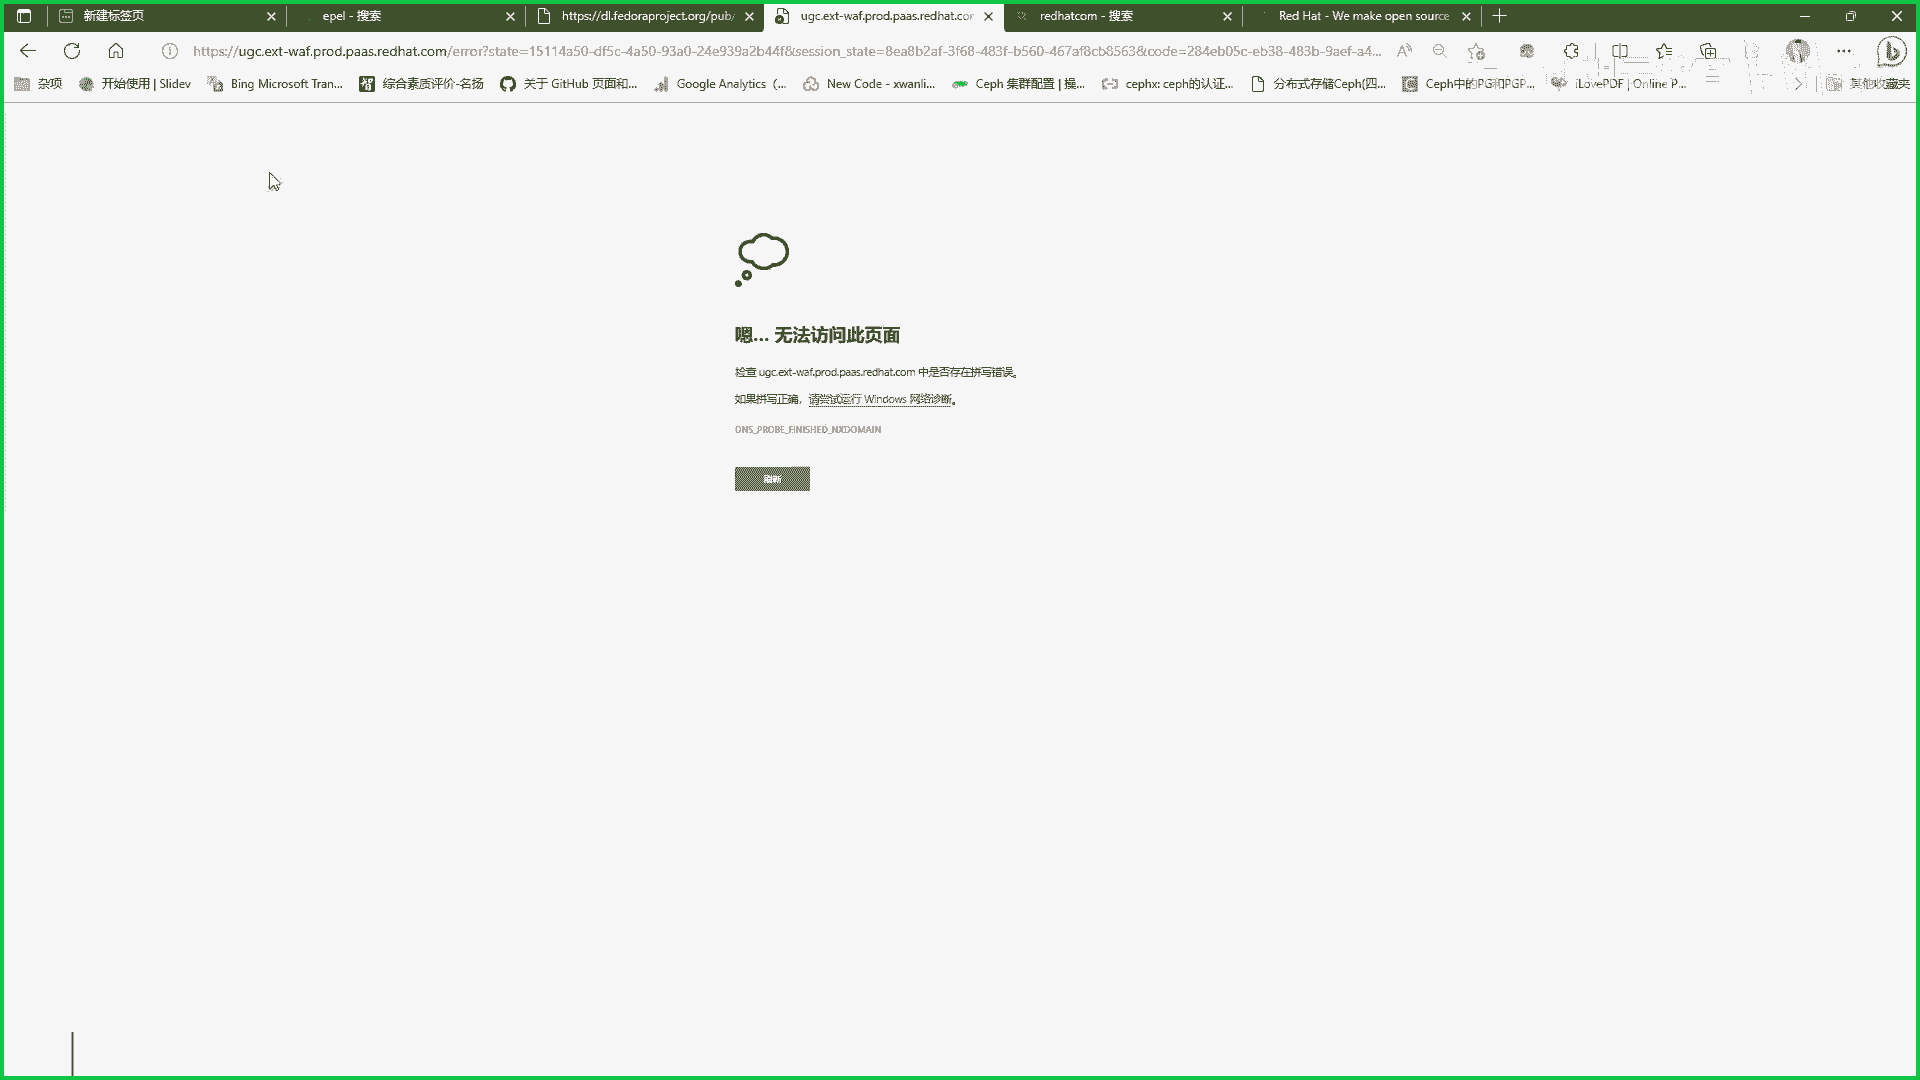 新建标签页
epel - 搜索
https://dl.fedoraproject.org/pub/
ugc.ext-waf.prod.paas.redhat.cor
redhatcom - 搜索
Red Hat - We make open source
https://ugc.ext-waf.prod.paas.redhat.com/error?state=15114a50-df5c-4a50-93a0-24e939a2b44f&session_state=8ea8b2af-3f68-483f-b560-467af8cb8563&code=284eb05c-eb38-483b-9aef-a4...
杂项
开始使用 | Slidev
Bing Microsoft Tran...
综合素质评价-名扬
关于 GitHub 页面和...
Google Analytics（...
New Code - xwanli...
Ceph 集群配置 | 操...
cephx: ceph的认证...
分布式存储Ceph(四...
Ceph中的PG和PGP...
iLovePDF | Online P...
其他收藏夹
嗯... 无法访问此页面
检查 ugc.ext-waf.prod.paas.redhat.com 中是否存在拼写错误。
如果拼写正确，请尝试运行 Windows 网络诊断。
DNS_PROBE_FINISHED_NXDOMAIN
刷新